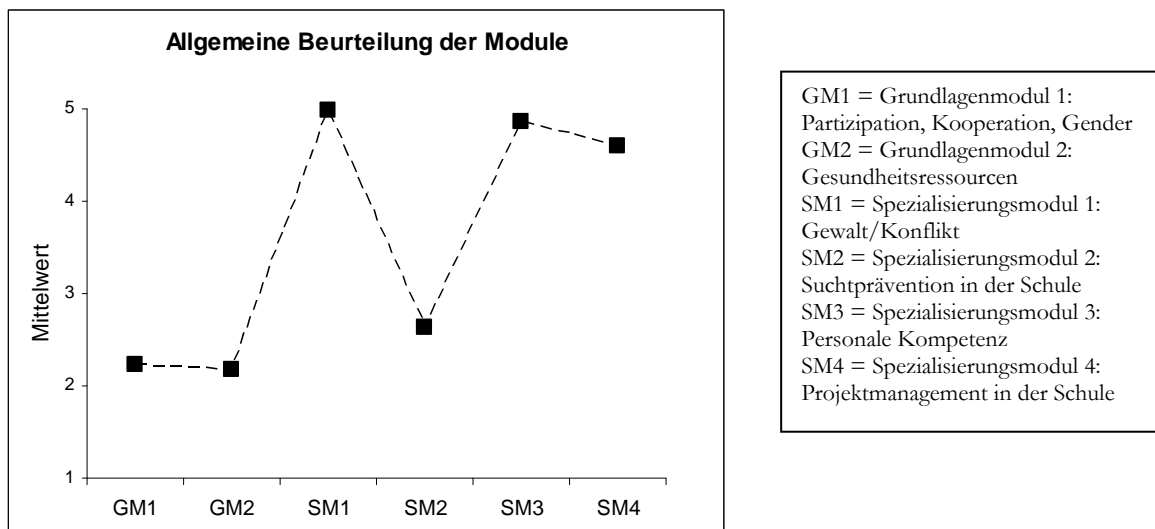 Allgemeine Beurteilung der Module
Mittelwert
5
4
3
2
1
GM1 GM2 SM1 SM2 SM3 SM4
GM1 = Grundlagenmodul 1:
Partizipation, Kooperation, Gender
GM2 = Grundlagenmodul 2:
Gesundheitsressourcen
SM1 = Spezialisierungsmodul 1:
Gewalt/Konflikt
SM2 = Spezialisierungsmodul 2:
Suchtprävention in der Schule
SM3 = Spezialisierungsmodul 3:
Personale Kompetenz
SM4 = Spezialisierungsmodul 4:
Projektmanagement in der Schule